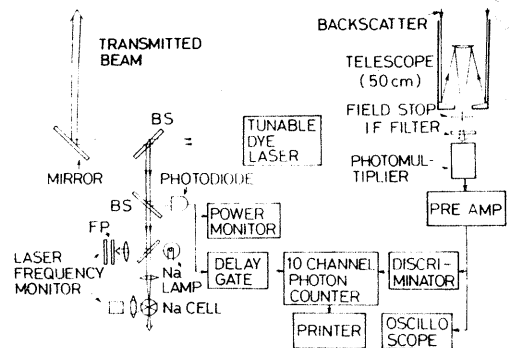 BACKSCATTER
TRANSMITTED
BEAM
TELESCOPE
(50cm)
BS
FIELD STOP
IF FILTER
TUNABLE
DYE
LASER
MIRROR
PHOTODIODE
PHOTOMUL-
TIPLIER
BS
POWER
MONITOR
PRE AMP
FP
LASER
FREQUENCY
MONITOR
Na
LAMP
DELAY
GATE
10 CHANNEL
PHOTON
COUNTER
DISCRI-
MINATOR
Na CELL
PRINTER
OSCILLO
SCOPE